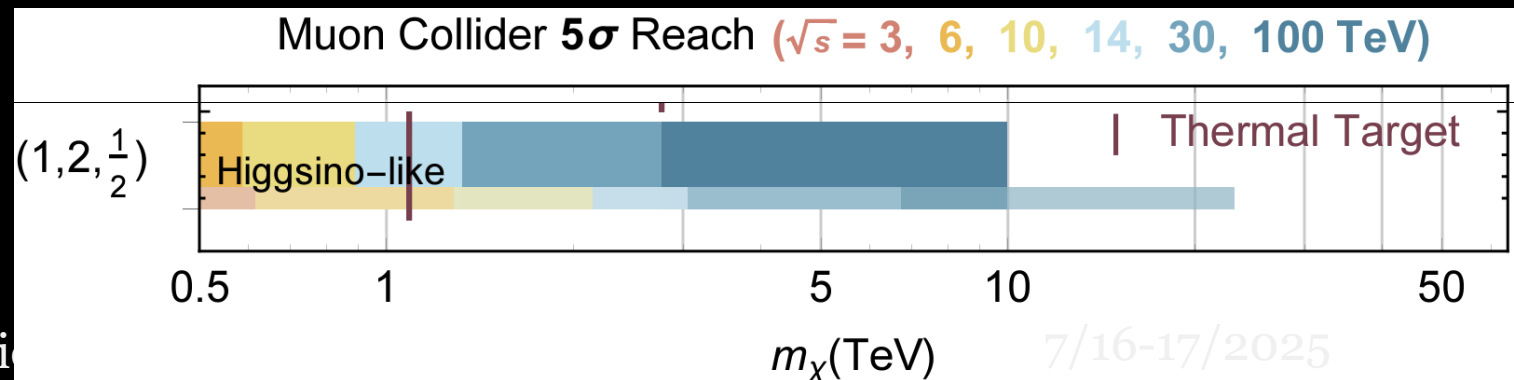 Muon Collider 5σ Reach (√s = 3, 6, 10, 14, 30, 100 TeV)
(1,2,1/2)
Higgsino–like
Thermal Target
0.5 1 5 10 50
mχ(TeV)
7/16-17/2025